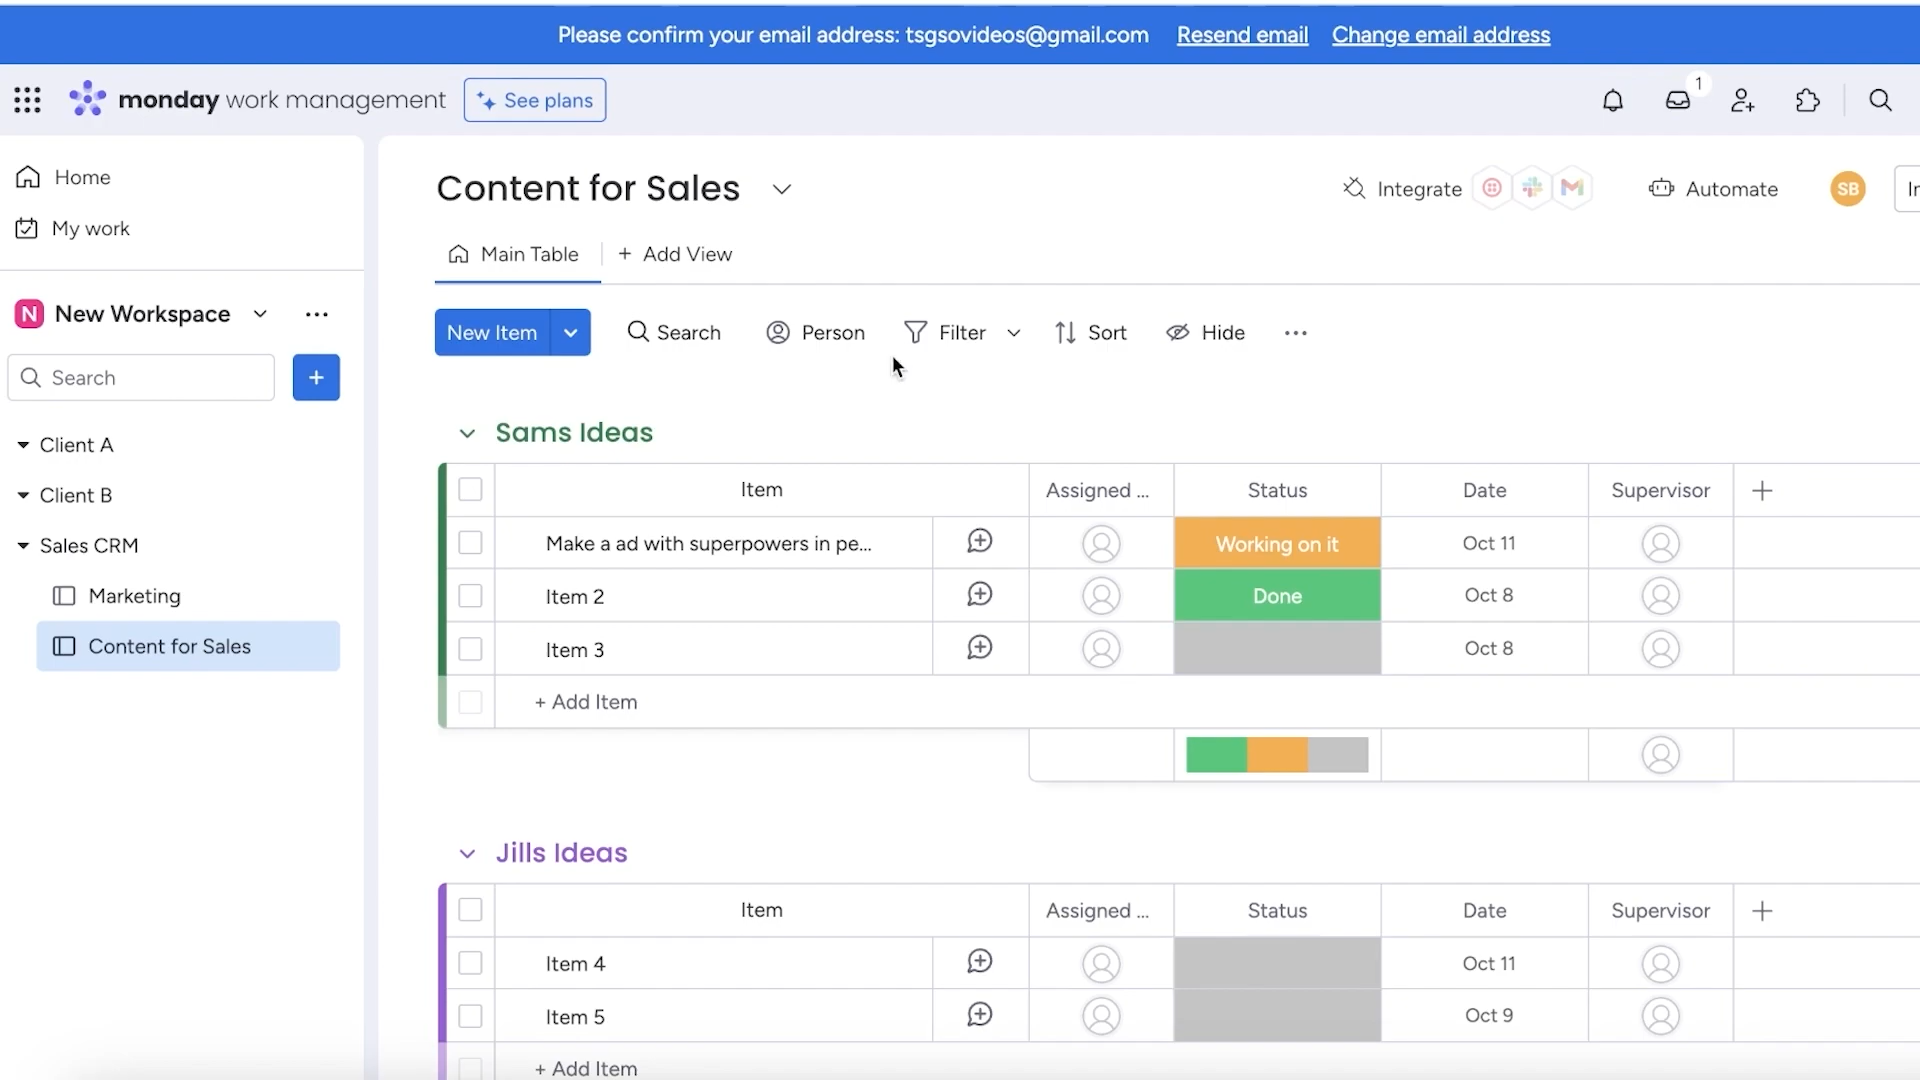 Please confirm your email address: tsgsovideos@gmail.com Resend email Change email address
monday work management See plans 1
Home
My work
N New Workspace
Search +
Client A
Client B
Sales CRM
Marketing
Content for Sales
Content for Sales Integrate Automate SB
Main Table + Add View
New Item Search Person Filter Sort Hide
Sams Ideas
Item Assigned ... Status Date Supervisor +
Make a ad with superpowers in pe... Working on it Oct 11
Item 2 Done Oct 8
Item 3 Oct 8
+ Add Item
Jills Ideas
Item Assigned ... Status Date Supervisor +
Item 4 Oct 11
Item 5 Oct 9
+ Add Item